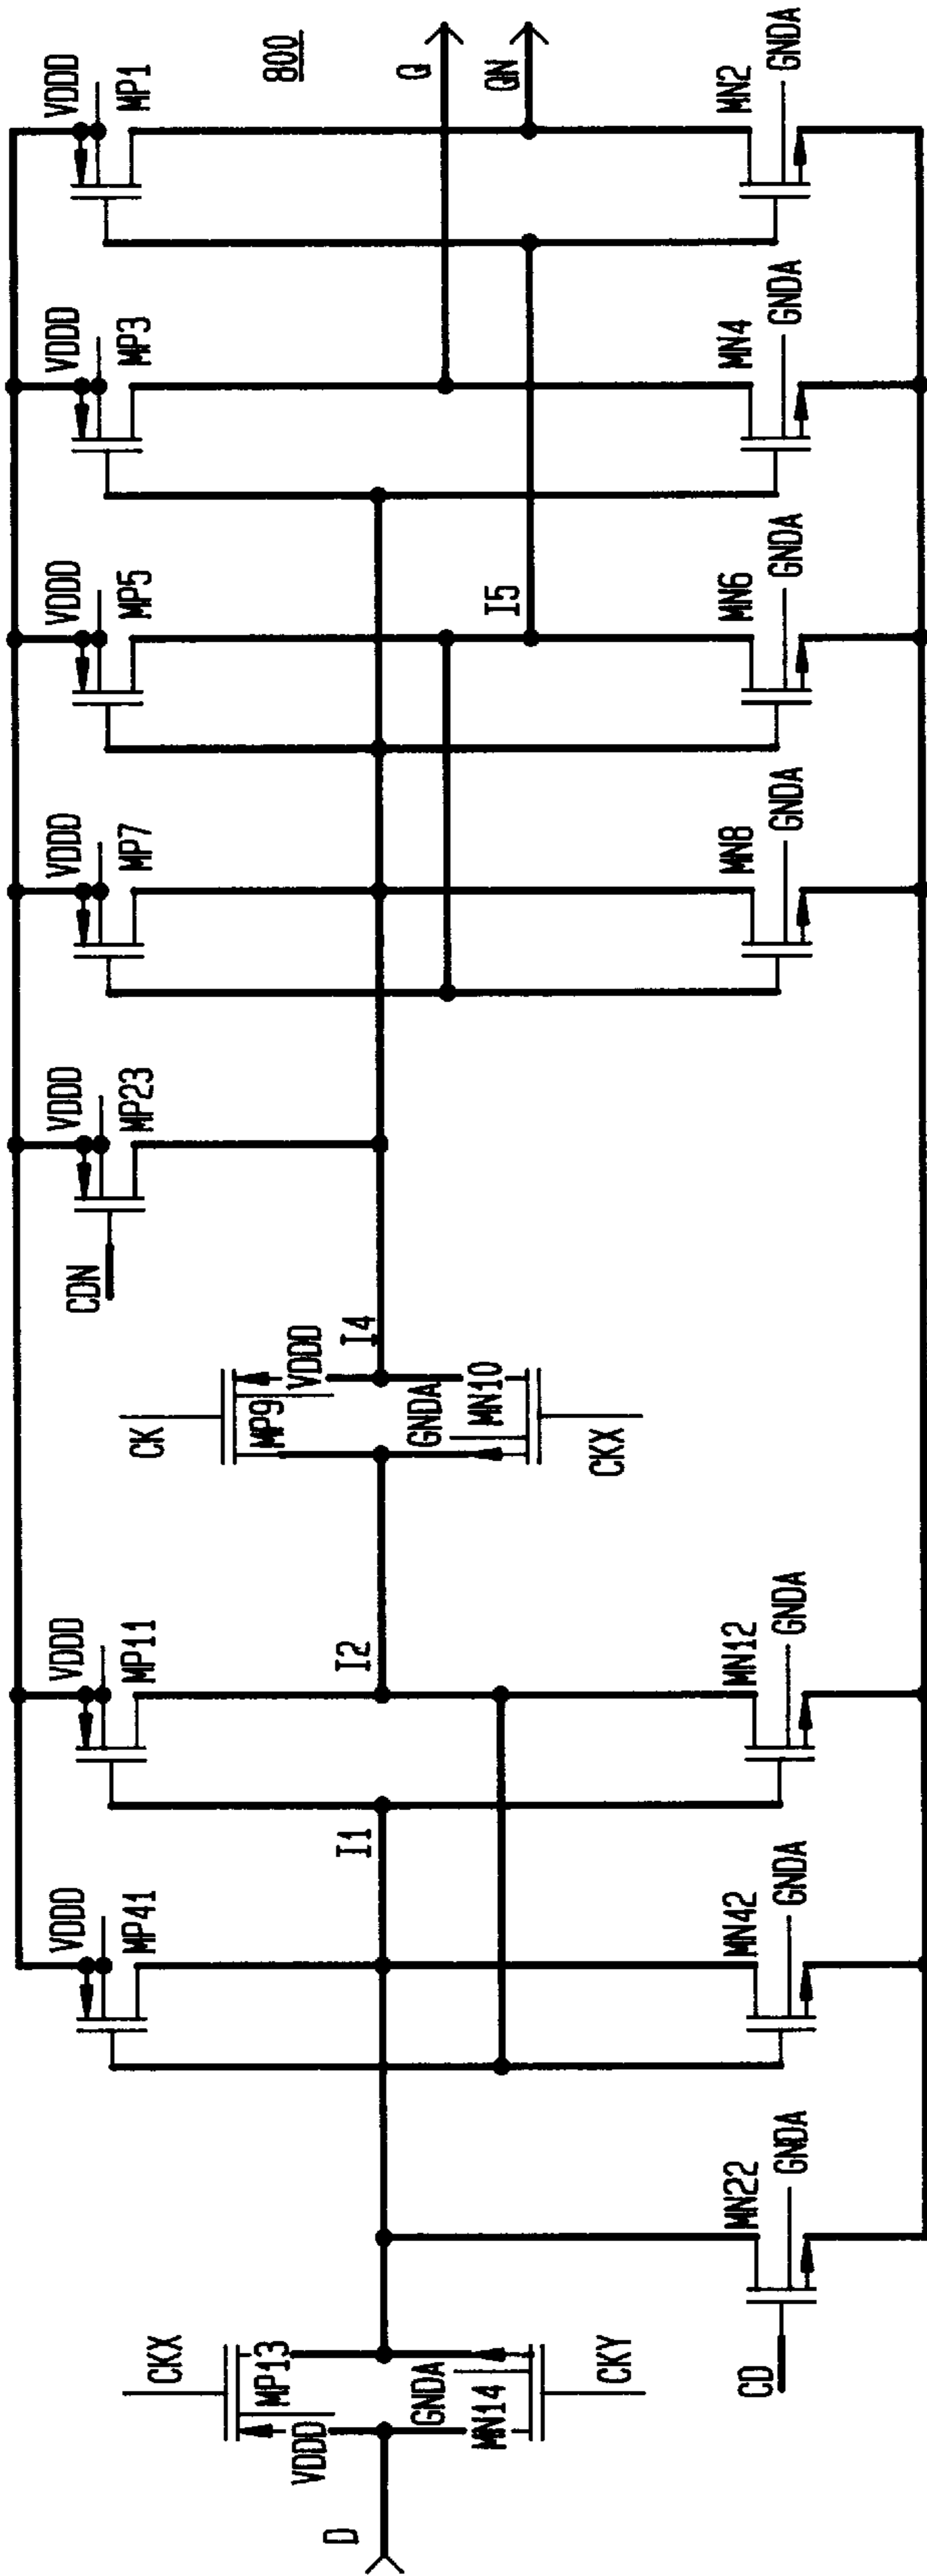 800
D
CKX
MP13
VDDD
GNDA
MN14
CKY
CD
MN22
GNDA
VDDD
MP41
MN42
GNDA
I1
VDDD
MP11
I2
MN12
GNDA
CK
MP9
VDDD
I4
GNDA
MN10
CKX
CDN
VDDD
MP23
VDDD
MP7
MN8
GNDA
VDDD
MP5
I5
MN6
GNDA
VDDD
MP3
MN4
GNDA
VDDD
MP1
MN2
GNDA
Q
QN